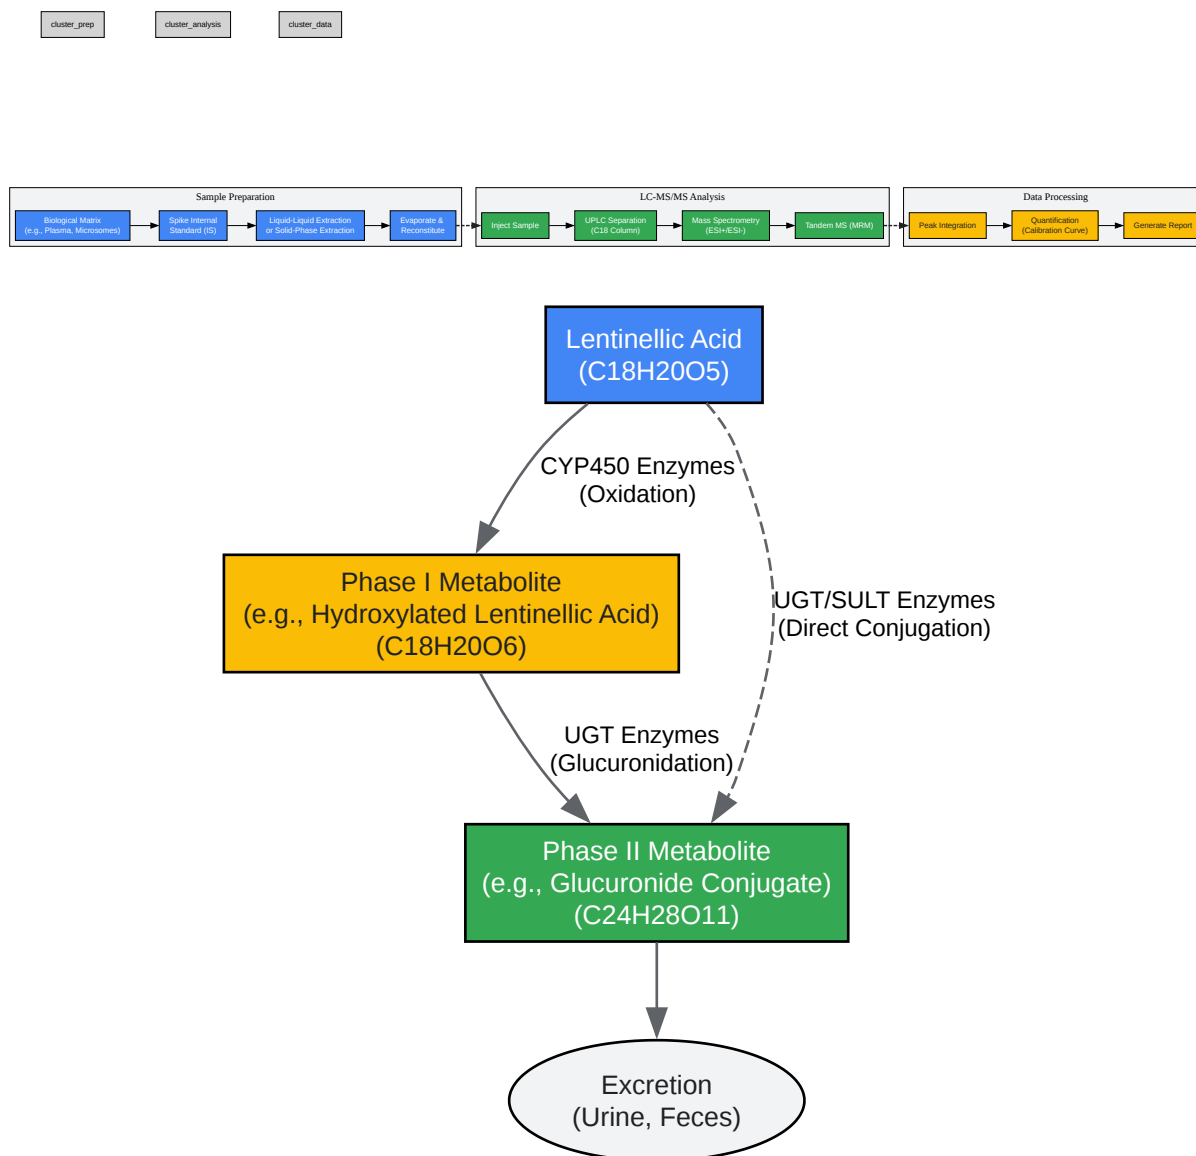 cluster_prep
cluster_analysis
cluster_data
Sample Preparation
Biological Matrix
(e.g., Plasma, Microsomes)
Spike Internal
Standard (IS)
Liquid-Liquid Extraction
or Solid-Phase Extraction
Evaporate &
Reconstitute
LC-MS/MS Analysis
Inject Sample
UPLC Separation
(C18 Column)
Mass Spectrometry
(ESI+/ESI-)
Tandem MS (MRM)
Data Processing
Peak Integration
Quantification
(Calibration Curve)
Generate Report
Lentinellic Acid
(C18H20O5)
CYP450 Enzymes
(Oxidation)
Phase I Metabolite
(e.g., Hydroxylated Lentinellic Acid)
(C18H20O6)
UGT/SULT Enzymes
(Direct Conjugation)
UGT Enzymes
(Glucuronidation)
Phase II Metabolite
(e.g., Glucuronide Conjugate)
(C24H28O11)
Excretion
(Urine, Feces)